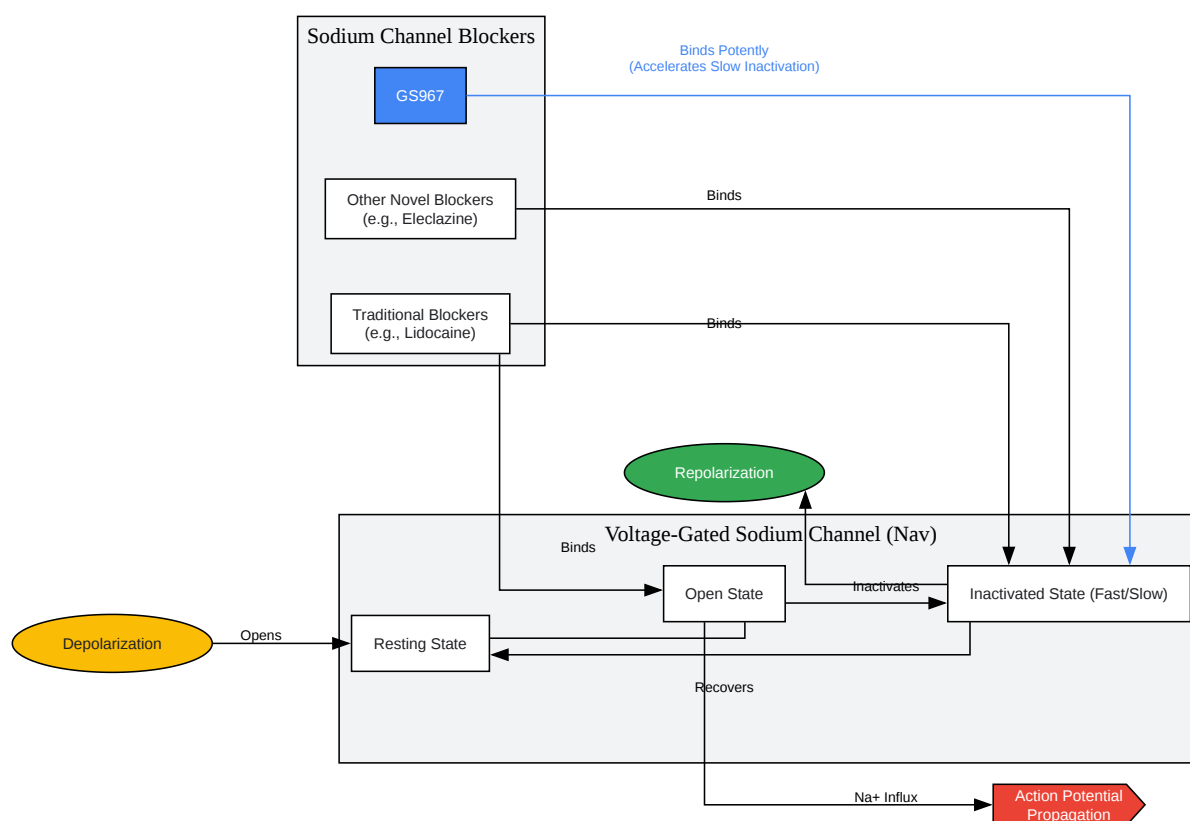 Sodium Channel Blockers
Binds Potently
(Accelerates Slow Inactivation)
GS967
Other Novel Blockers
(e.g., Eleclazine)
Binds
Traditional Blockers
(e.g., Lidocaine)
Binds
Repolarization
Voltage-Gated Sodium Channel (Nav)
Binds
Open State
Inactivates
Inactivated State (Fast/Slow)
Depolarization
Opens
Resting State
Recovers
Na+ Influx
Action Potential
Propagation